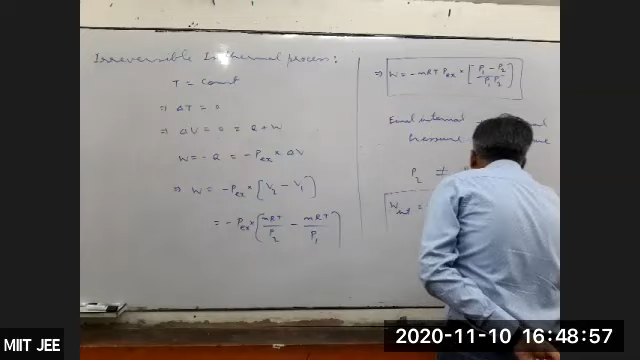 Irreversible Isothermal process:
T = Const
⇒ ΔT = 0
⇒ ΔU = 0 = Q + W
W = -Q = -Pex × ΔV
⇒ W = -Pex × [V2 - V1]
= -Pex × (nRT/P2 - nRT/P1)
⇒ W = -nRT Pex × [P1 - P2 / P1P2]
Final internal
pressure
P2 ≠
Wint =
MIIT JEE
2020-11-10 16:48:57